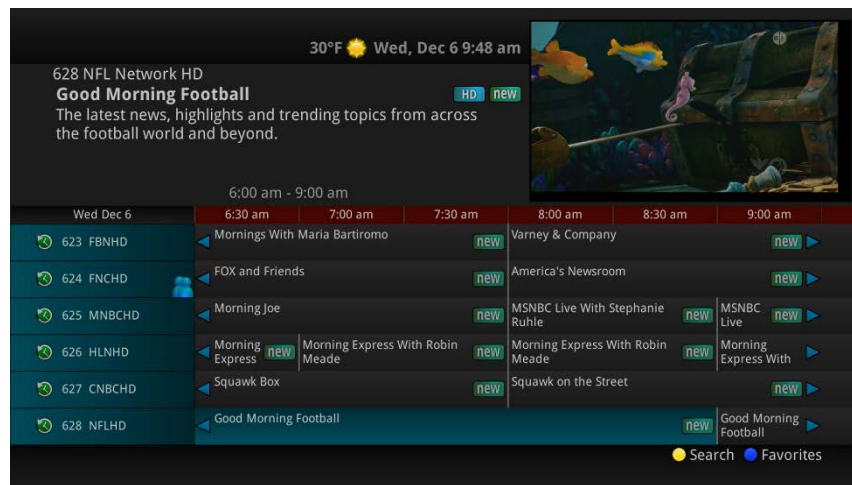 30°F Wed, Dec 6 9:48 am
628 NFL Network HD
Good Morning Football HD new
The latest news, highlights and trending topics from across
the football world and beyond.
6:00 am - 9:00 am
Wed Dec 6 6:30 am 7:00 am 7:30 am 8:00 am 8:30 am 9:00 am
623 FBNHD Mornings With Maria Bartiromo new Varney & Company new
624 FNCHD FOX and Friends new America's Newsroom new
625 MNBCHD Morning Joe new MSNBC Live With Stephanie
Ruhle new MSNBC
Live new
626 HLNHD Morning
Express new Morning Express With Robin
Meade new Morning Express With Robin
Meade new Morning
Express With
627 CNBCHD Squawk Box new Squawk on the Street new
628 NFLHD Good Morning Football new Good Morning
Football
Search Favorites